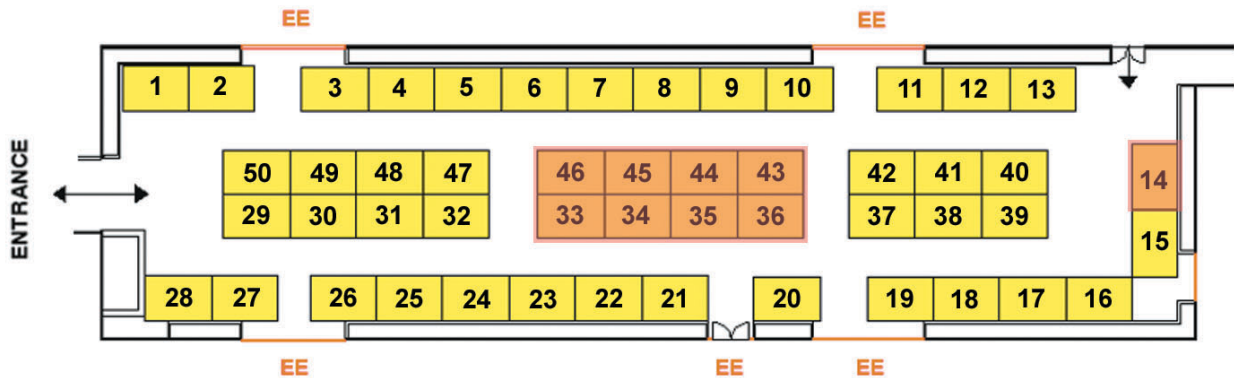 EE EE
1 2 3 4 5 6 7 8 9 10 11 12 13
ENTRANCE
50 49 48 47 46 45 44 43 42 41 40 14
29 30 31 32 33 34 35 36 37 38 39
15
28 27 26 25 24 23 22 21 20 19 18 17 16
EE EE EE